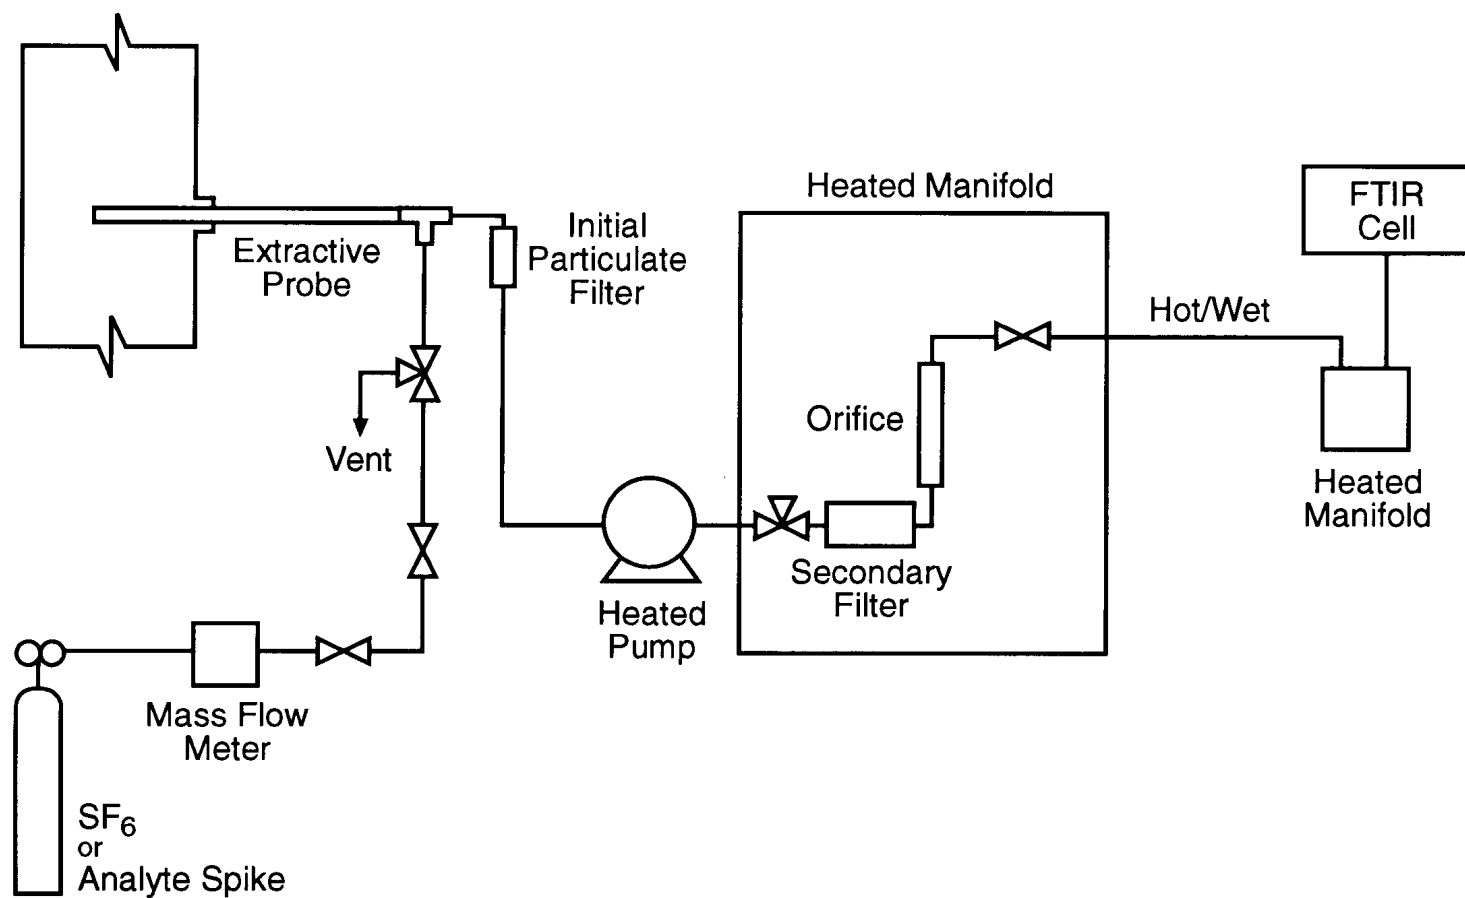 Extractive
Probe
Initial
Particulate
Filter
Vent
Mass Flow
Meter
SF6
or
Analyte Spike
Heated
Pump
Heated Manifold
Orifice
Secondary
Filter
Hot/Wet
FTIR
Cell
Heated
Manifold